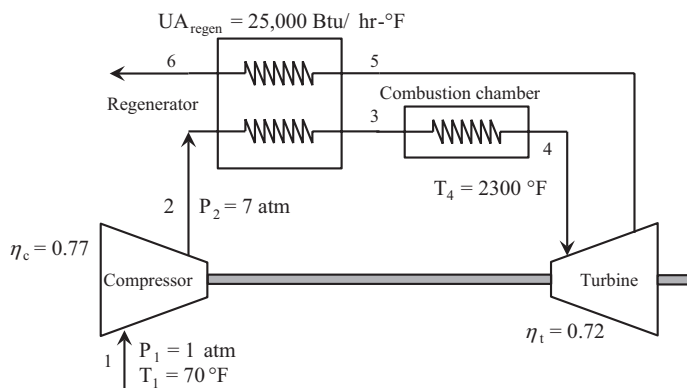 UA_regen = 25,000 Btu/ hr-°F
6
5
Regenerator
Combustion chamber
3
4
T_4 = 2300 °F
2
P_2 = 7 atm
η_c = 0.77
Compressor
Turbine
η_t = 0.72
1
P_1 = 1 atm
T_1 = 70 °F